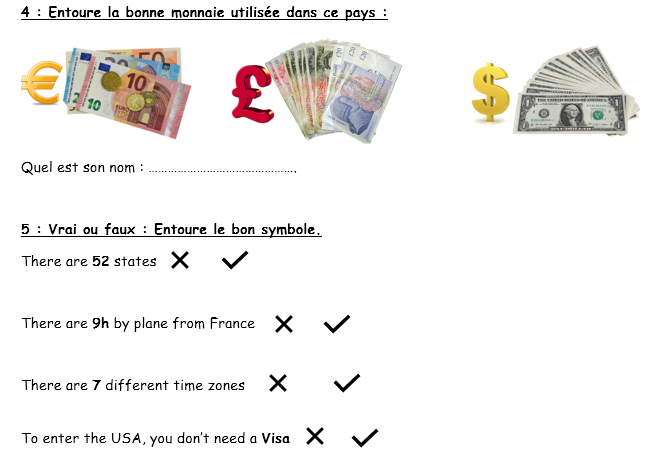 4 : Entoure la bonne monnaie utilisée dans ce pays :
Quel est son nom : ……………………………………………….
5 : Vrai ou faux : Entoure le bon symbole.
There are 52 states
There are 9h by plane from France
There are 7 different time zones
To enter the USA, you don’t need a Visa